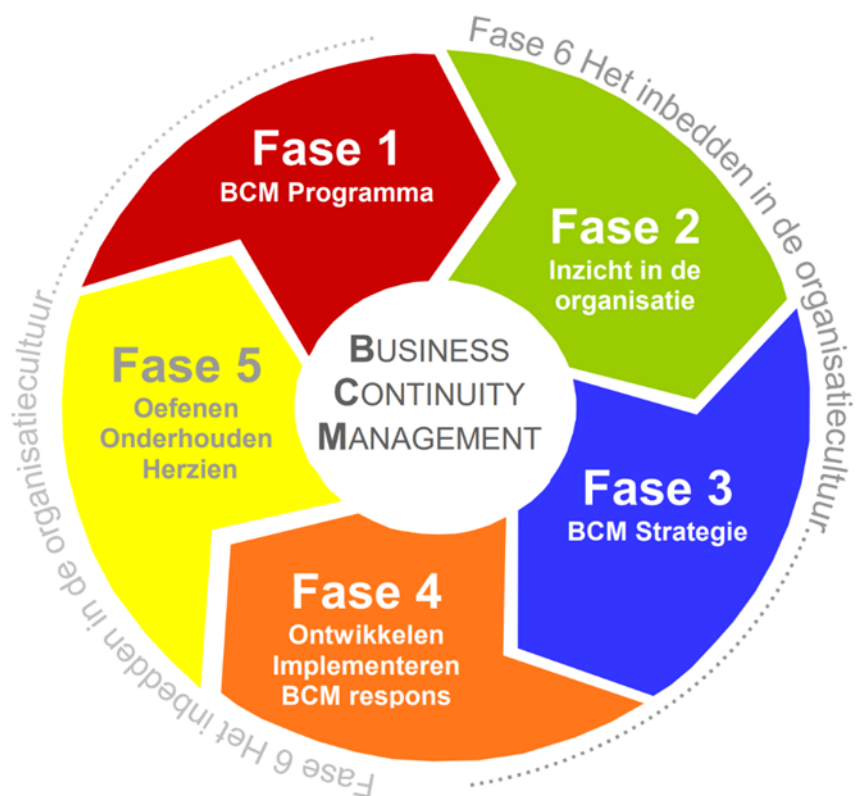 Fase 1
BCM Programma
Fase 2
Inzicht in de
organisatie
Fase 3
BCM Strategie
Fase 4
Ontwikkelen
Implementeren
BCM respons
Fase 5
Oefenen
Onderhouden
Herzien
BUSINESS
CONTINUITY
MANAGEMENT
Fase 6 Het inbedden in de organisatiecultuur
Fase 6 Het inbedden in de organisatiecultuur